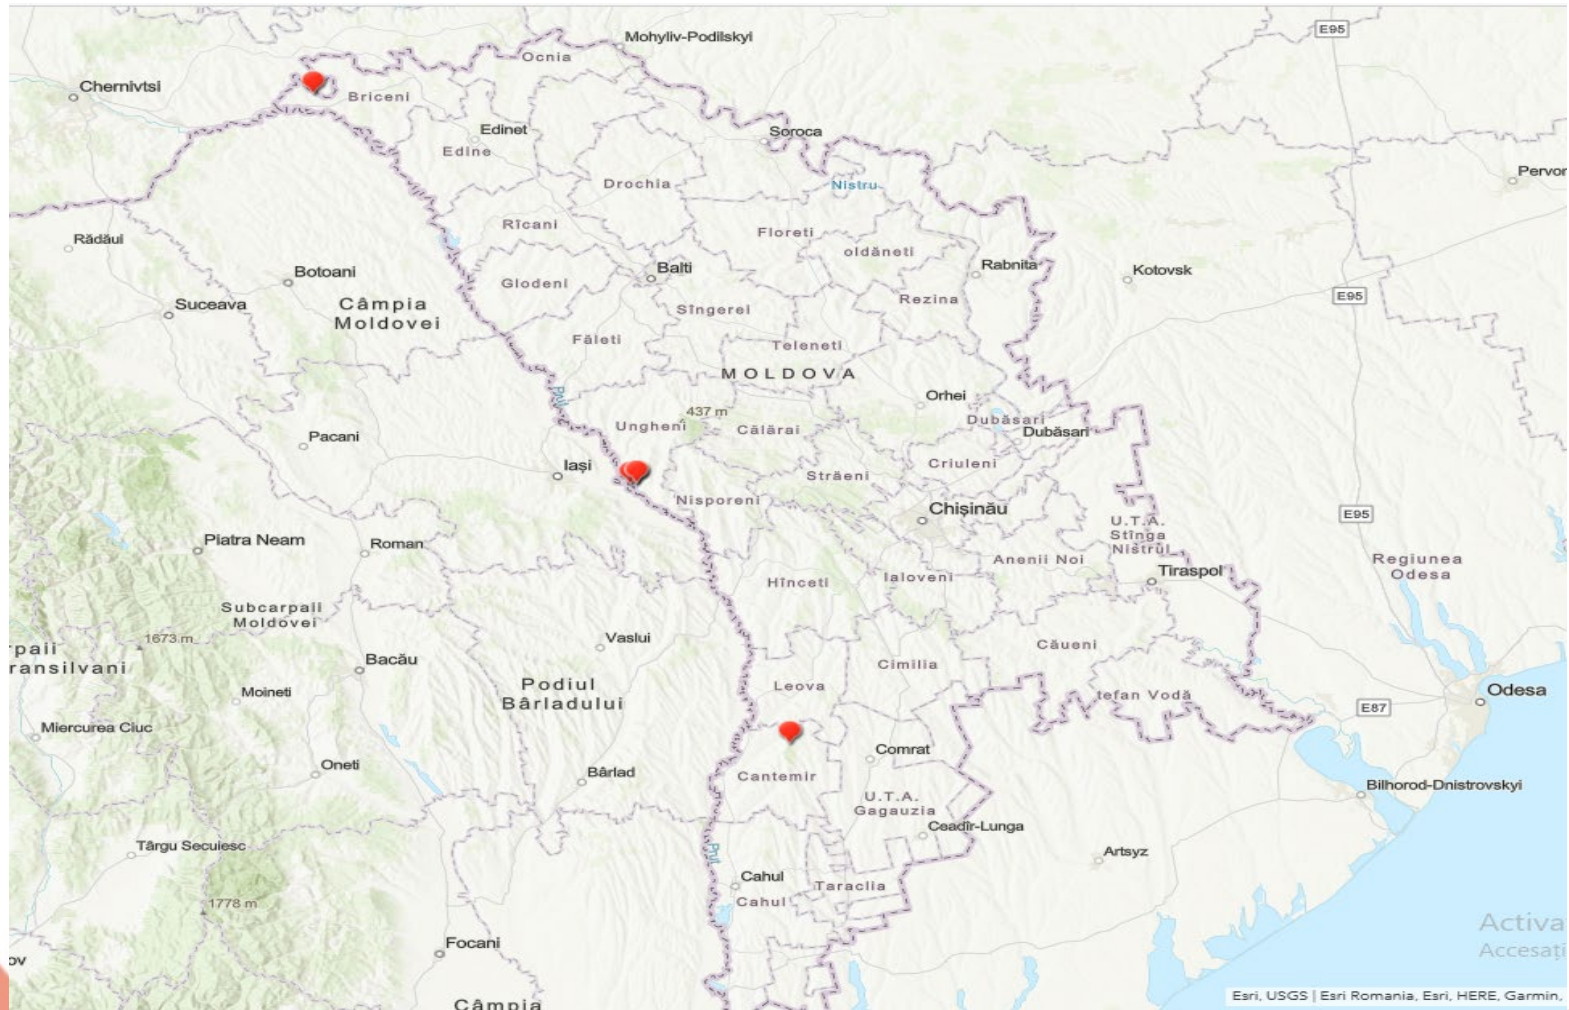 E95
Mohyliv-Podilskyi
Ocnia
Chernivtsi
Briceni
Edinet
Edine
Soroca
Pervor
Drochia
Nistru
Rîcani
Floreti
oldăneti
Rădăui
Botoani
Balti
Rabnita
Kotovsk
Glodeni
Suceava
Câmpia
Moldovei
Sîngerei
Rezina
E95
Făleti
Teleneti
MOLDOVA
Prut
Orhei
437 m
Ungheni
Călărai
Dubăsari
Dubăsari
Pacani
Iași
Străeni
Criuleni
Nisporeni
Chișinău
E95
U.T.A.
Stînga
Nistrul
Piatra Neam
Roman
Anenii Noi
Regiunea
Odesa
Hînceti
Ialoveni
Tiraspol
Subcarpaii
Moldovei
1673 m
Vaslui
Căueni
rpaii
ransilvani
Bacău
Cimilia
Podiul
Bârladului
Leova
tefan Vodă
Moineti
Odesa
E87
Miercurea Ciuc
Comrat
Oneti
Bârlad
Cantemir
Bilhorod-Dnistrovskyi
U.T.A.
Gagauzia
Ceadîr-Lunga
Târgu Secuiesc
Prut
Artsyz
Cahul
Taraclia
Cahul
1778 m
Activa
Accesați
Focani
ov
Câmpia
Esri, USGS | Esri Romania, Esri, HERE, Garmin,